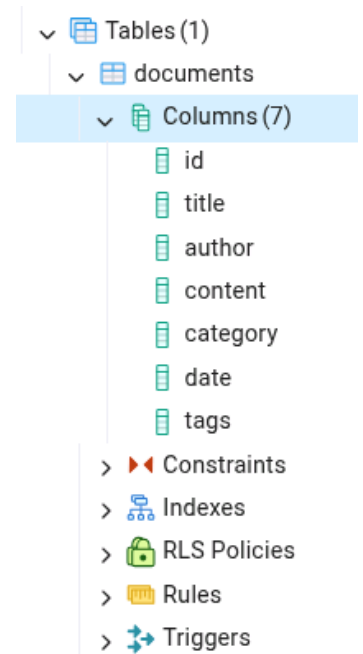 Tables (1)
documents
Columns (7)
id
title
author
content
category
date
tags
Constraints
Indexes
RLS Policies
Rules
Triggers